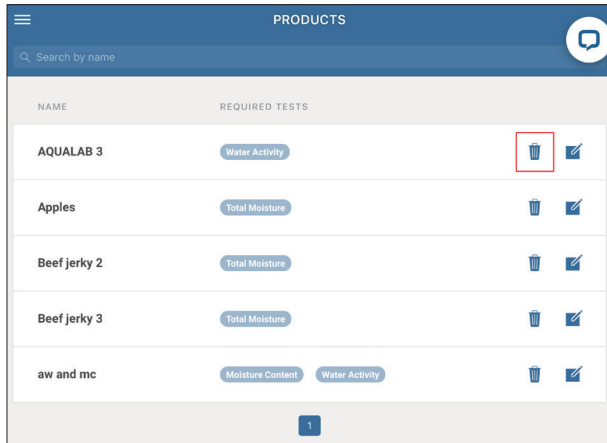 PRODUCTS
Search by name
NAME REQUIRED TESTS
AQUALAB 3 Water Activity
Apples Total Moisture
Beef jerky 2 Total Moisture
Beef jerky 3 Total Moisture
aw and mc Moisture Content Water Activity
1